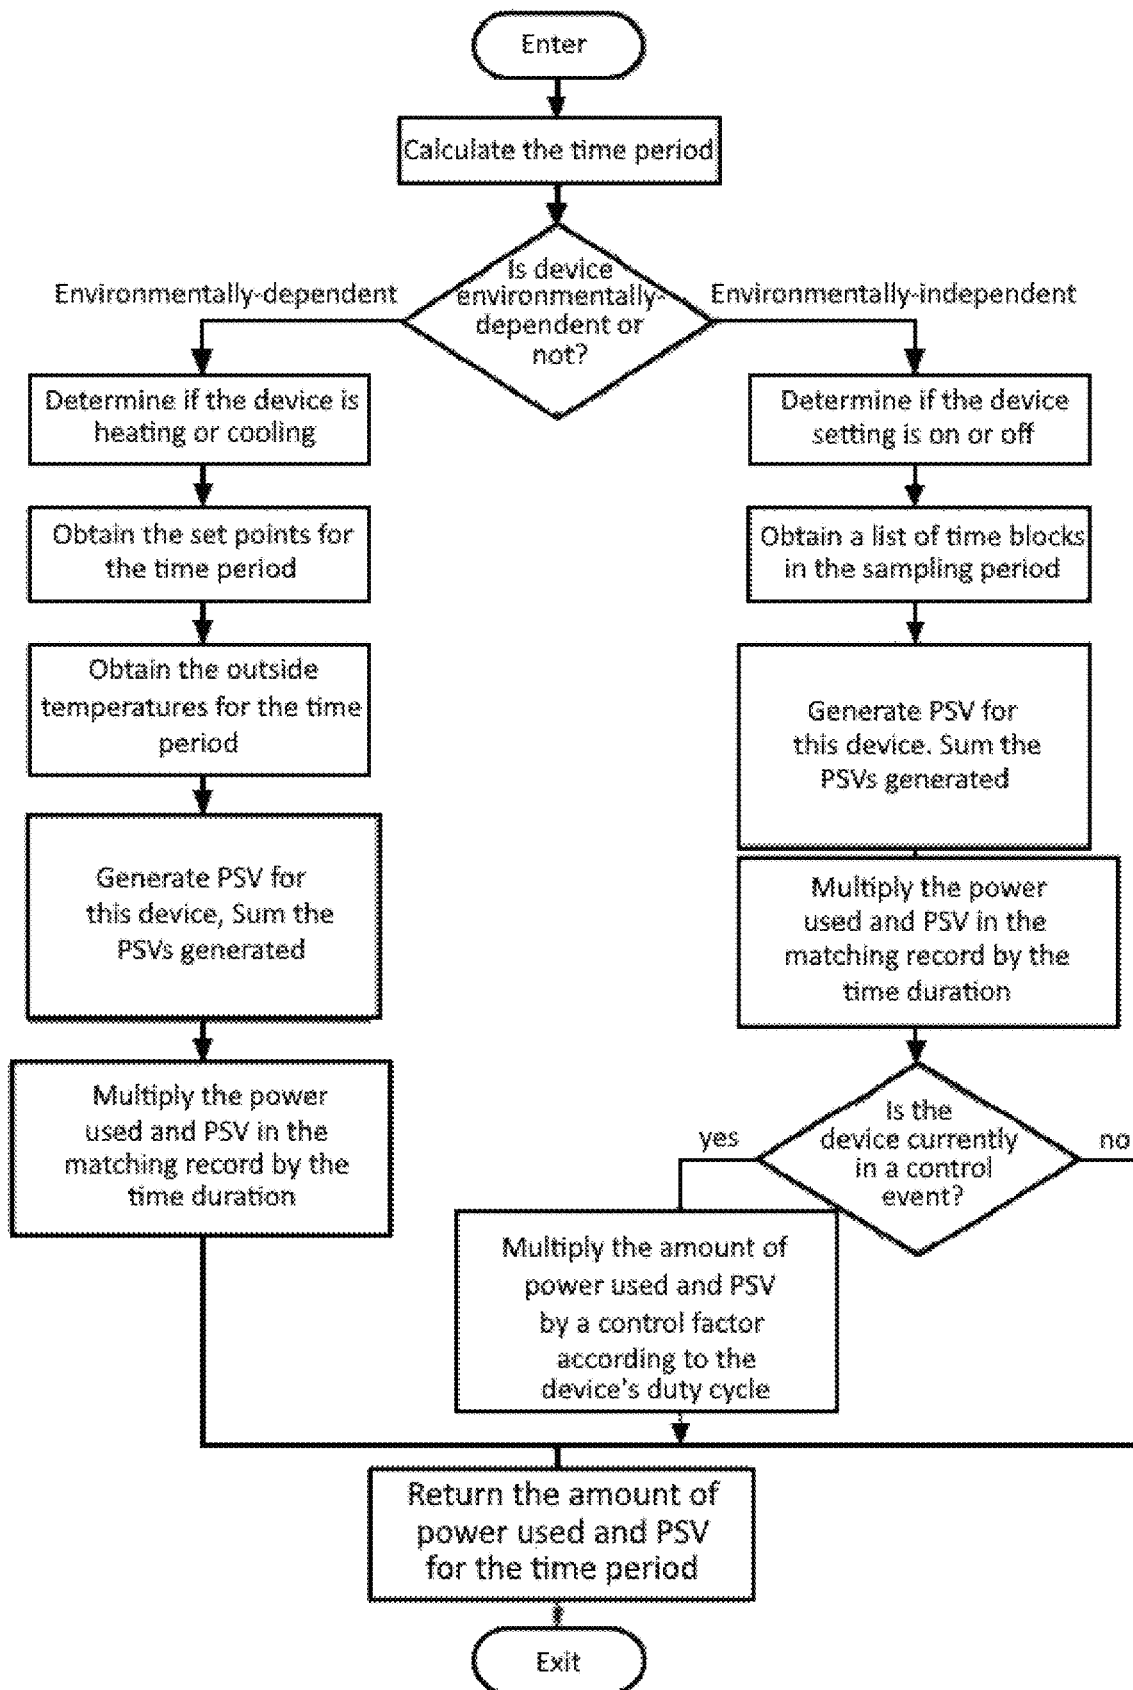 Enter
Calculate the time period
Is device
environmentally-
dependent or
not?
Environmentally-dependent
Environmentally-independent
Determine if the device is
heating or cooling
Obtain the set points for
the time period
Obtain the outside
temperatures for the time
period
Generate PSV for
this device, Sum the
PSVs generated
Multiply the power
used and PSV in the
matching record by the
time duration
Determine if the device
setting is on or off
Obtain a list of time blocks
in the sampling period
Generate PSV for
this device. Sum the
PSVs generated
Multiply the power
used and PSV in the
matching record by the
time duration
Is the
device currently
in a control
event?
yes
no
Multiply the amount of
power used and PSV
by a control factor
according to the
device's duty cycle
Return the amount of
power used and PSV
for the time period
Exit